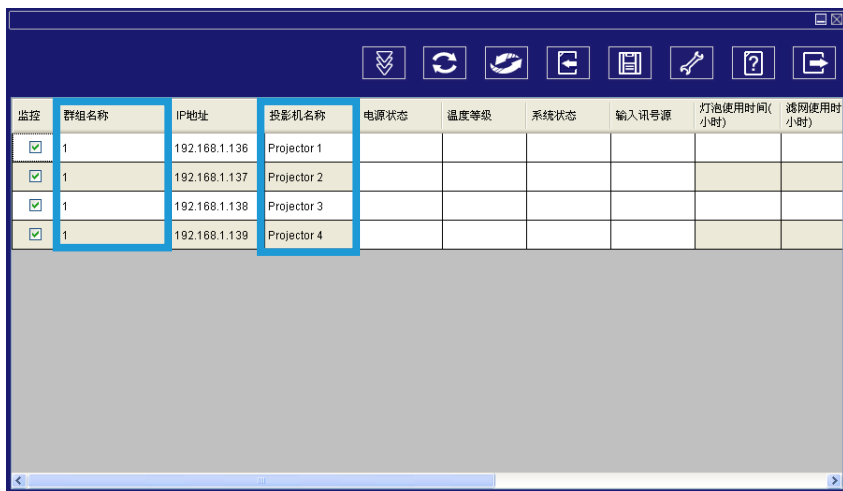 监控 群组名称 IP地址 投影机名称 电源状态 温度等级 系统状态 输入讯号源 灯泡使用时间( 滤网使用时
小时) 小时)
1 192.168.1.136 Projector 1
1 192.168.1.137 Projector 2
1 192.168.1.138 Projector 3
1 192.168.1.139 Projector 4